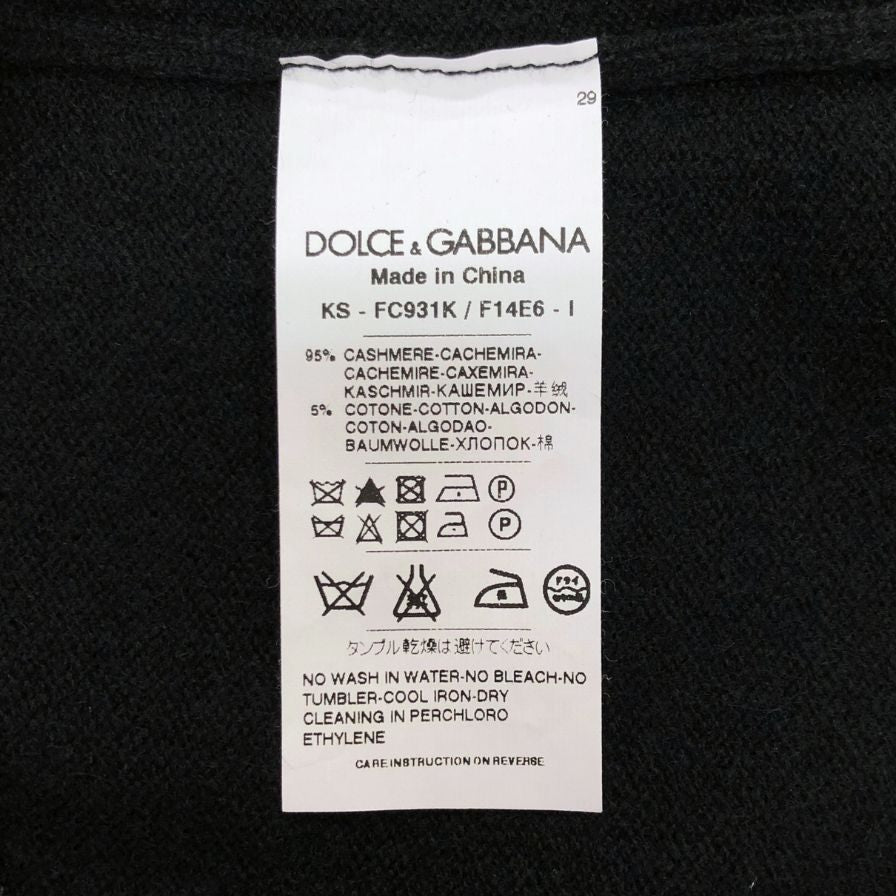 29
DOLCE & GABBANA
Made in China
KS - FC931K / F14E6 - I
95% CASHMERE-CACHEMIRA-
CACHEMIRE-CAXEMIRA-
KASCHMIR-КАШЕМИР-羊绒
5% COTONE-COTTON-ALGODON-
COTON-ALGODAO-
BAUMWOLLE-ХЛОПОК-棉
P
P
低 ドライ
タンブル乾燥は避けてください
NO WASH IN WATER-NO BLEACH-NO
TUMBLER-COOL IRON-DRY
CLEANING IN PERCHLORO
ETHYLENE
CARE INSTRUCTION ON REVERSE